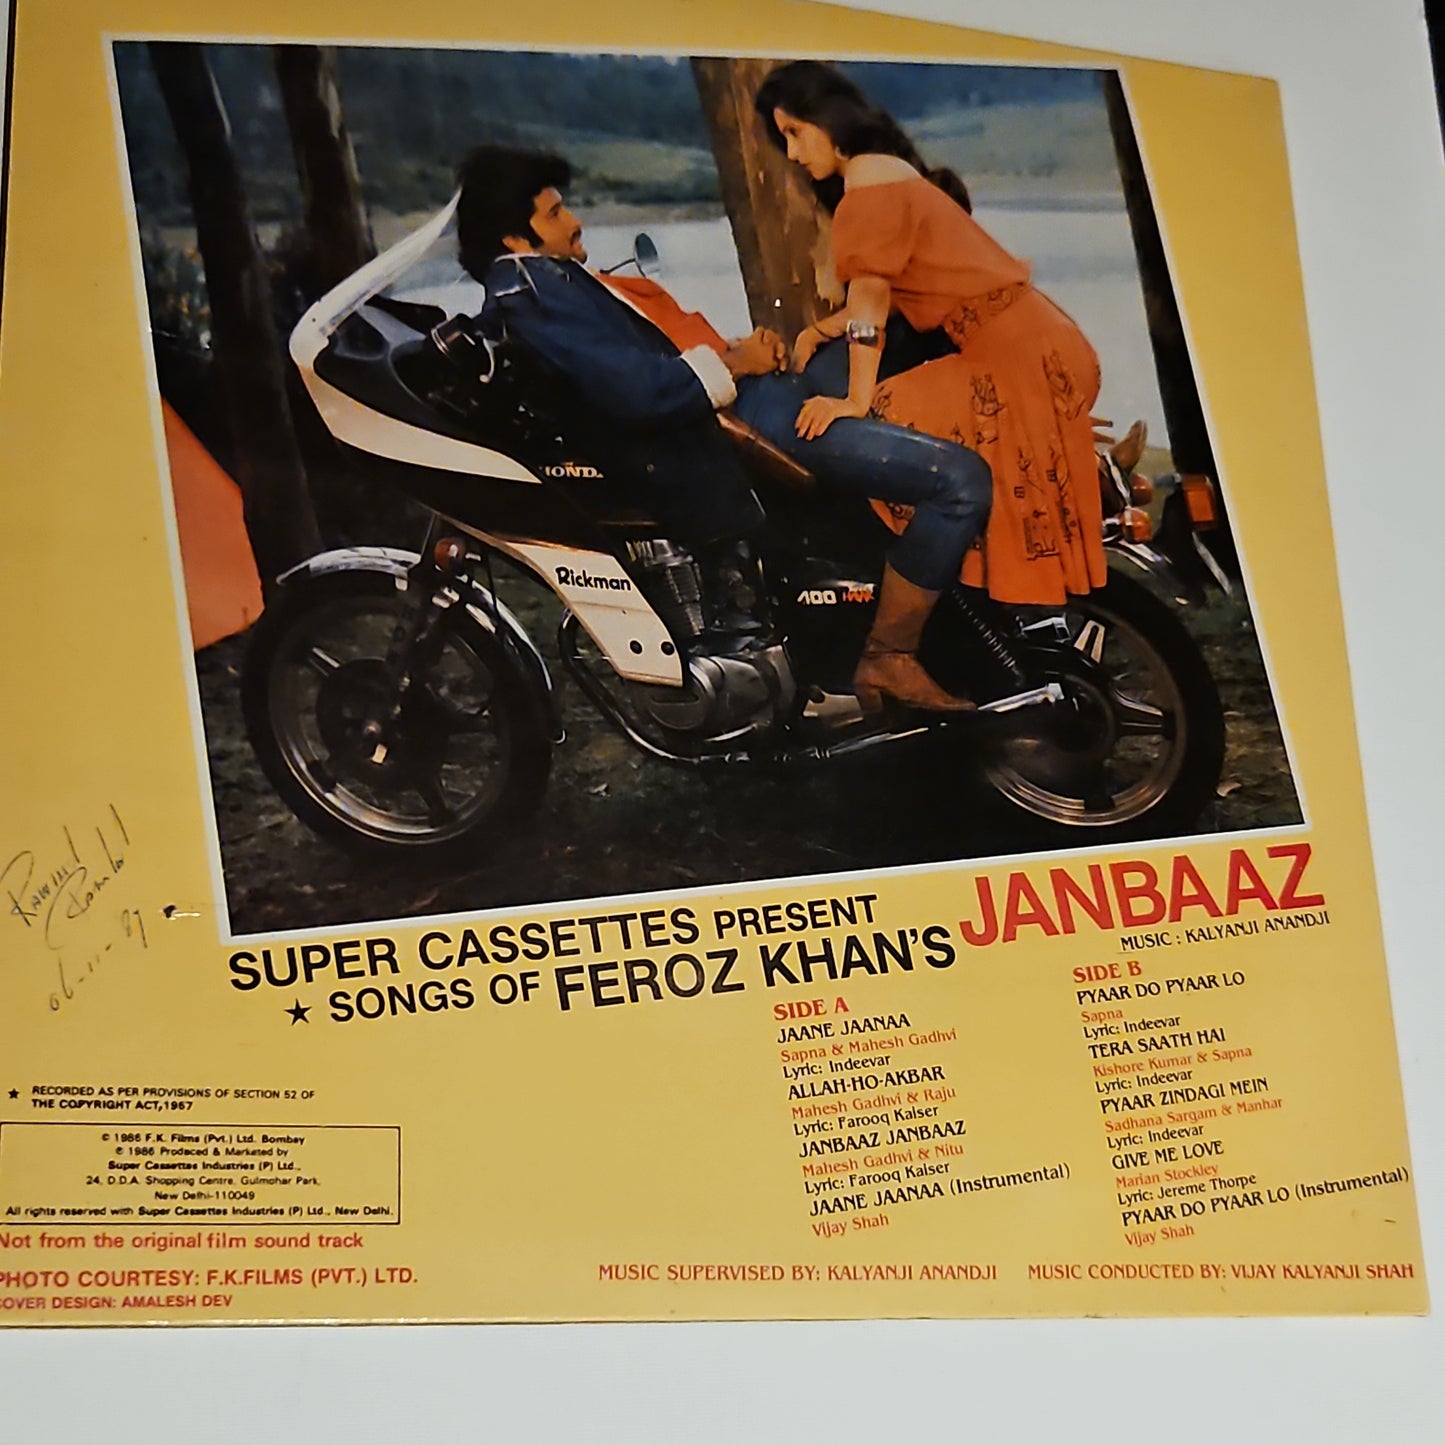 HOND
Rickman
400 HAWK
SUPER CASSETTES PRESENT
★ SONGS OF FEROZ KHAN'S JANBAAZ
MUSIC : KALYANJI ANANDJI
SIDE A
JAANE JAANAA
Sapna & Mahesh Gadhvi
Lyric: Indeevar
ALLAH-HO-AKBAR
Mahesh Gadhvi & Raju
Lyric: Farooq Kaiser
JANBAAZ JANBAAZ
Mahesh Gadhvi & Nitu
Lyric: Farooq Kaiser
JAANE JAANAA (Instrumental)
Vijay Shah
SIDE B
PYAAR DO PYAAR LO
Sapna
Lyric: Indeevar
TERA SAATH HAI
Kishore Kumar & Sapna
Lyric: Indeevar
PYAAR ZINDAGI MEIN
Sadhana Sargam & Manhar
Lyric: Indeevar
GIVE ME LOVE
Marian Stockley
Lyric: Jereme Thorpe
PYAAR DO PYAAR LO (Instrumental)
Vijay Shah
06-11-87
★ RECORDED AS PER PROVISIONS OF SECTION 52 OF
THE COPYRIGHT ACT,1957
© 1986 F.K. Films (Pvt.) Ltd. Bombay
℗ 1986 Produced & Marketed by
Super Cassettes Industries (P) Ltd.,
24, D.D.A. Shopping Centre, Gulmohar Park,
New Delhi-110049
All rights reserved with Super Cassettes Industries (P) Ltd., New Delhi.
Not from the original film sound track
PHOTO COURTESY: F.K.FILMS (PVT.) LTD.
COVER DESIGN: AMALESH DEV
MUSIC SUPERVISED BY: KALYANJI ANANDJI
MUSIC CONDUCTED BY: VIJAY KALYANJI SHAH